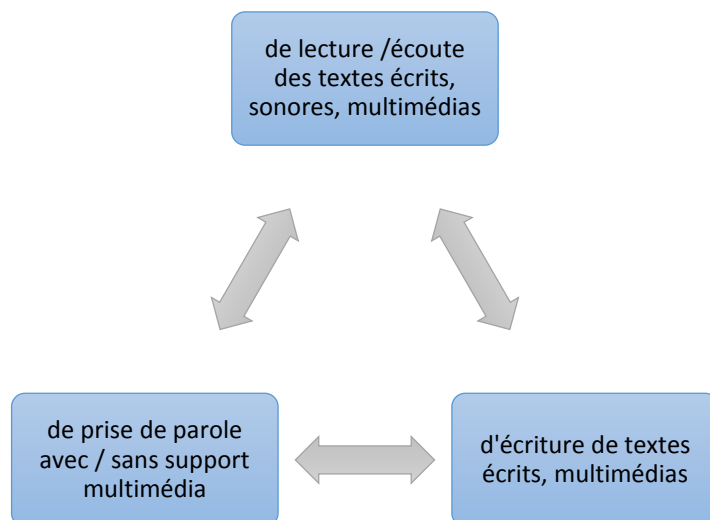 de lecture /écoute
des textes écrits,
sonores, multimédias
de prise de parole
avec / sans support
multimédia
d'écriture de textes
écrits, multimédias